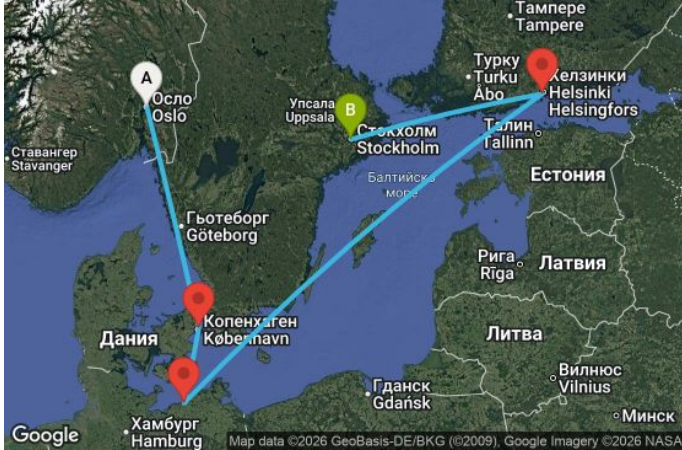 Тампере
Tampere
A
Осло
Oslo
Турку
Turku
Åbo
Хелзинки
Helsinki
Helsingfors
Упсала
Uppsala
B
Стокхолм
Stockholm
Талин
Tallinn
Ставангер
Stavanger
Балтийско
море
Естония
Гьотеборг
Göteborg
Рига
Rīga
Латвия
Копенхаген
København
Дания
Литва
Вилнюс
Vilnius
Гданск
Gdańsk
Минск
Хамбург
Hamburg
Google
Map data ©2026 GeoBasis-DE/BKG (©2009), Google Imagery ©2026 NASA